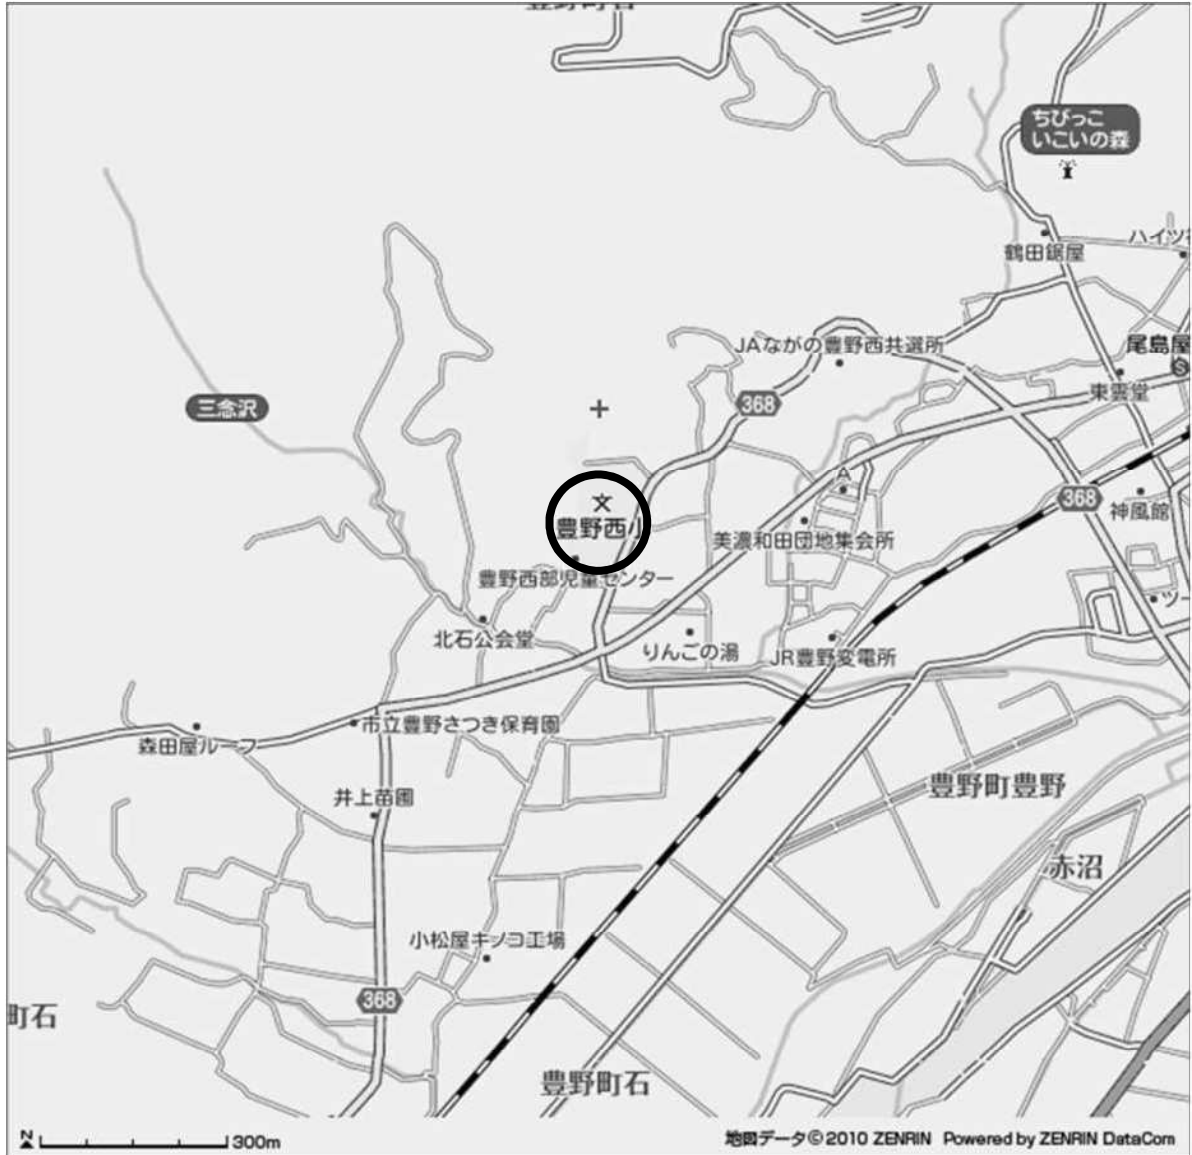 豊野町石
ちびっこ
いこいの森
鶴田鋸屋
ハイツ
JAながの豊野西共選所
尾島屋
S
東雲堂
三念沢
368
368
A
神風館
豊野西小
美濃和田団地集会所
豊野西部児童センター
ツー
北石公会堂
りんごの湯
JR豊野変電所
市立豊野さつき保育園
森田屋ルーフ
豊野町豊野
井上苗圃
赤沼
小松屋キノコ工場
368
町石
豊野町石
N
300m
地図データ©2010 ZENRIN Powered by ZENRIN DataCom